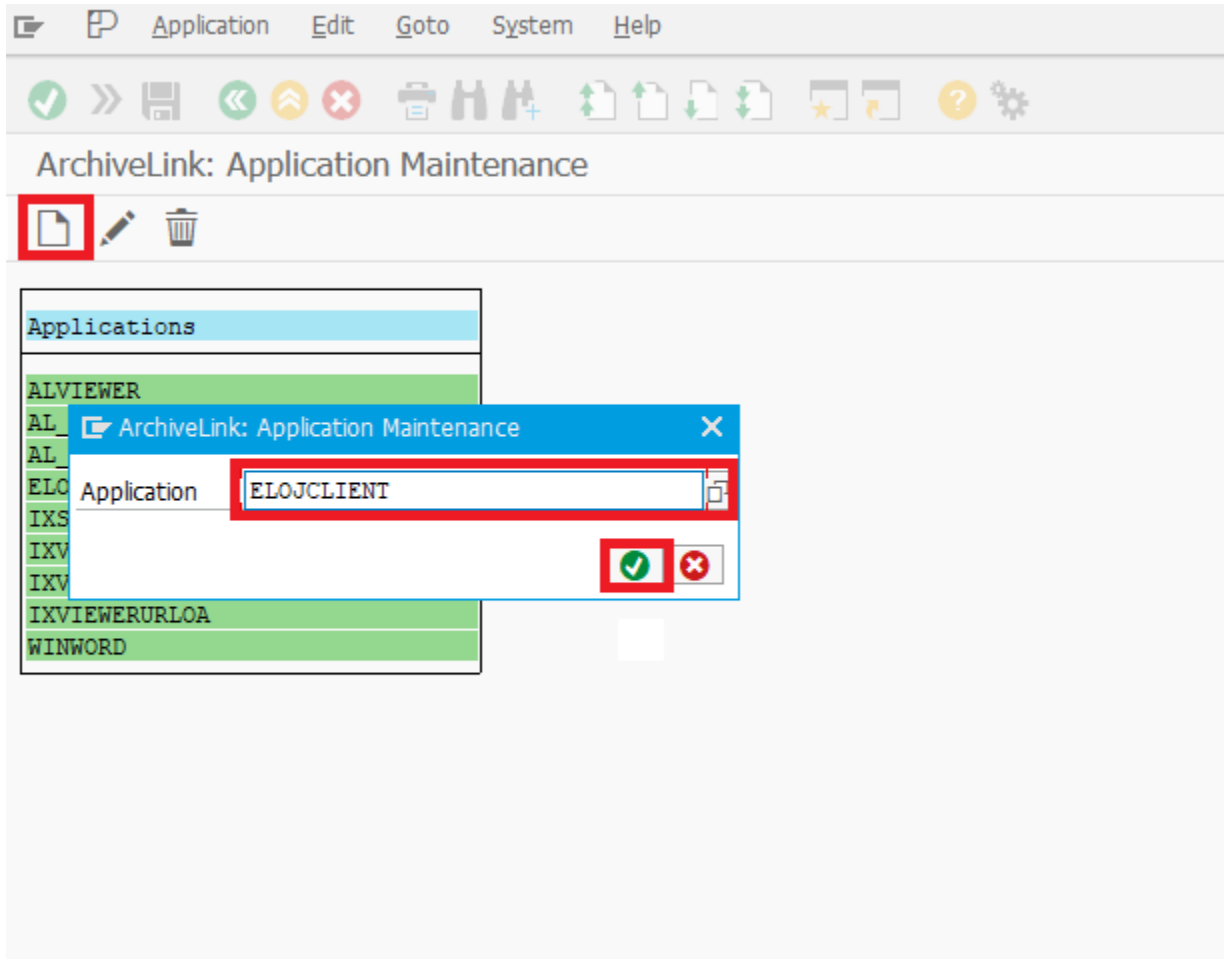 Application Edit Goto System Help
ArchiveLink: Application Maintenance
Applications
ALVIEWER
AL_
AL_
ELO
IXS
IXV
IXV
IXVIEWERURLOA
WINWORD
ArchiveLink: Application Maintenance
Application ELOJCLIENT